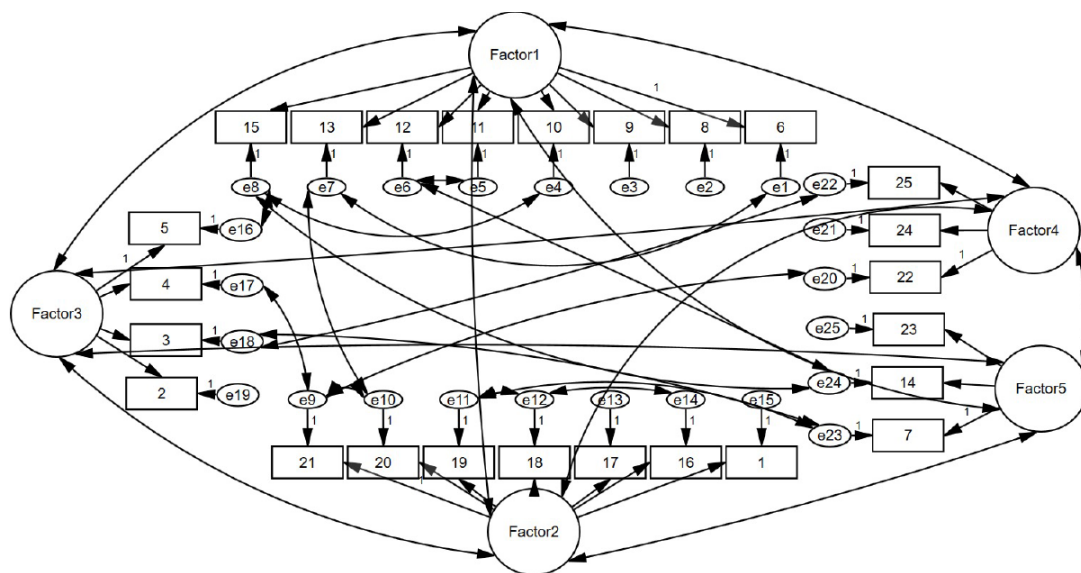 Factor1
1
15 13 12 11 10 9 8 6
1 1 1 1 1 1 1 1
e8 e7 e6 e5 e4 e3 e2 e1
e22 1 25
e21 1 24
1
Factor4
e20 1 22
5 1 e16
1
4 1 e17
Factor3
3 1 e18
2 1 e19
e25 1 23
e24 1 14
Factor5
1
e23 1 7
e9 e10 e11 e12 e13 e14 e15
1 1 1 1 1 1 1
21 20 19 18 17 16 1
1
Factor2